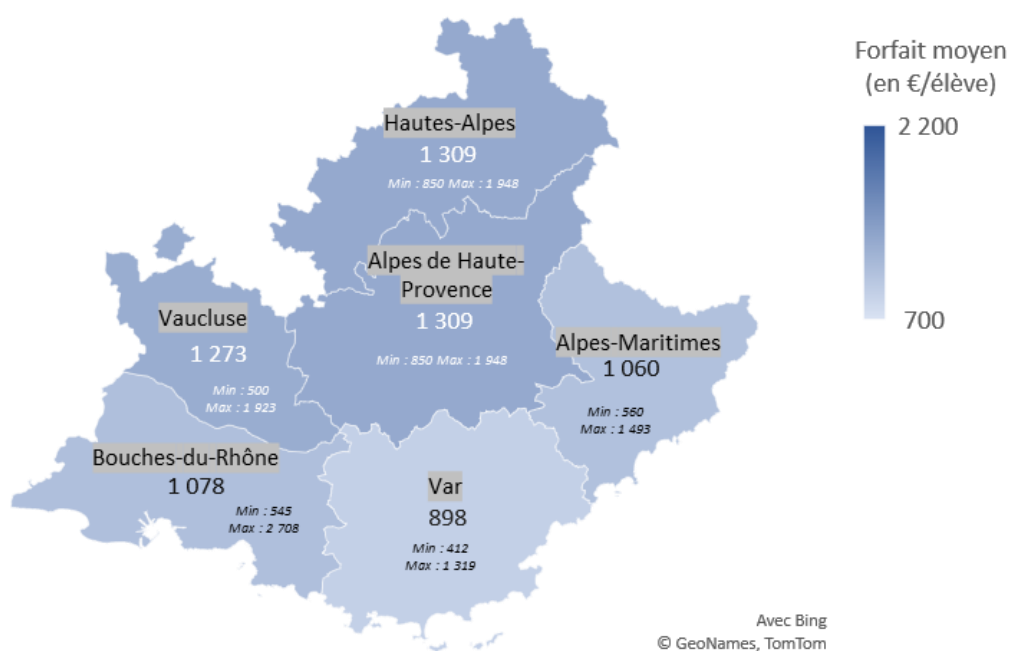 Forfait moyen
(en €/élève)
2 200
700
Hautes-Alpes
1 309
Min : 850 Max : 1 948
Alpes de Haute-
Provence
1 309
Min : 850 Max : 1 948
Vaucluse
1 273
Min : 500
Max : 1 923
Alpes-Maritimes
1 060
Min : 560
Max : 1 493
Bouches-du-Rhône
1 078
Min : 545
Max : 2 708
Var
898
Min : 412
Max : 1 319
Avec Bing
© GeoNames, TomTom